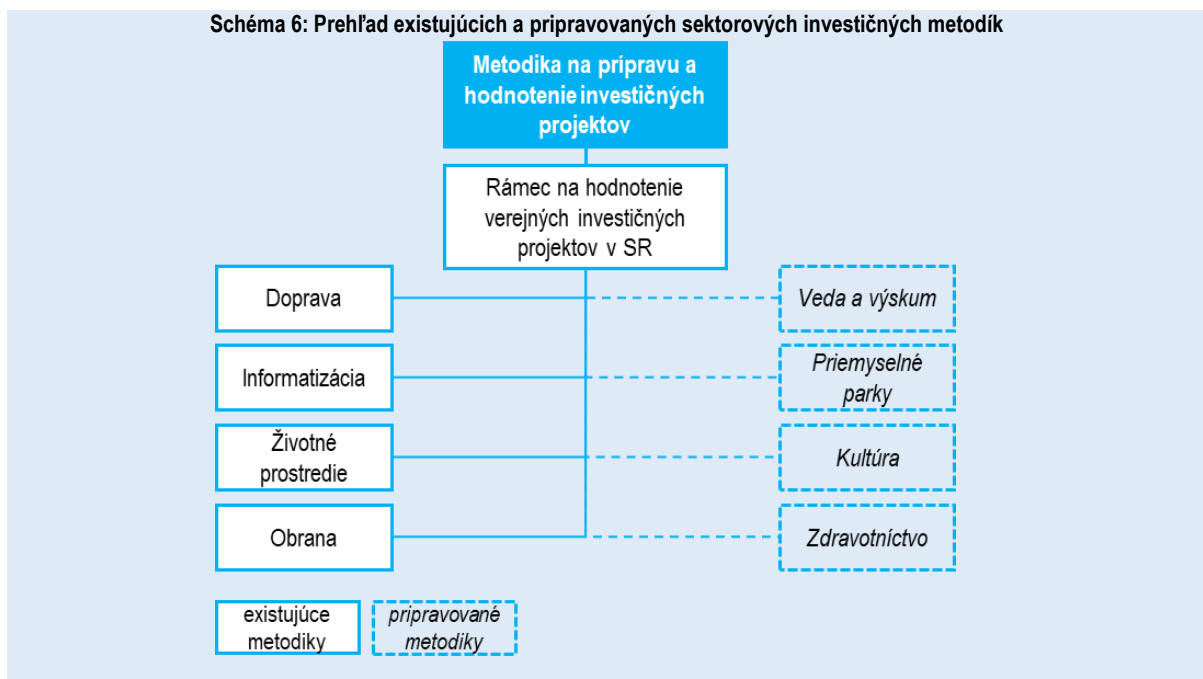 Schéma 6: Prehľad existujúcich a pripravovaných sektorových investičných metodík
Metodika na prípravu a
hodnotenie investičných
projektov
Rámec na hodnotenie
verejných investičných
projektov v SR
Doprava
Veda a výskum
Informatizácia
Priemyselné
parky
Životné
prostredie
Kultúra
Obrana
Zdravotníctvo
existujúce
metodiky
pripravované
metodiky